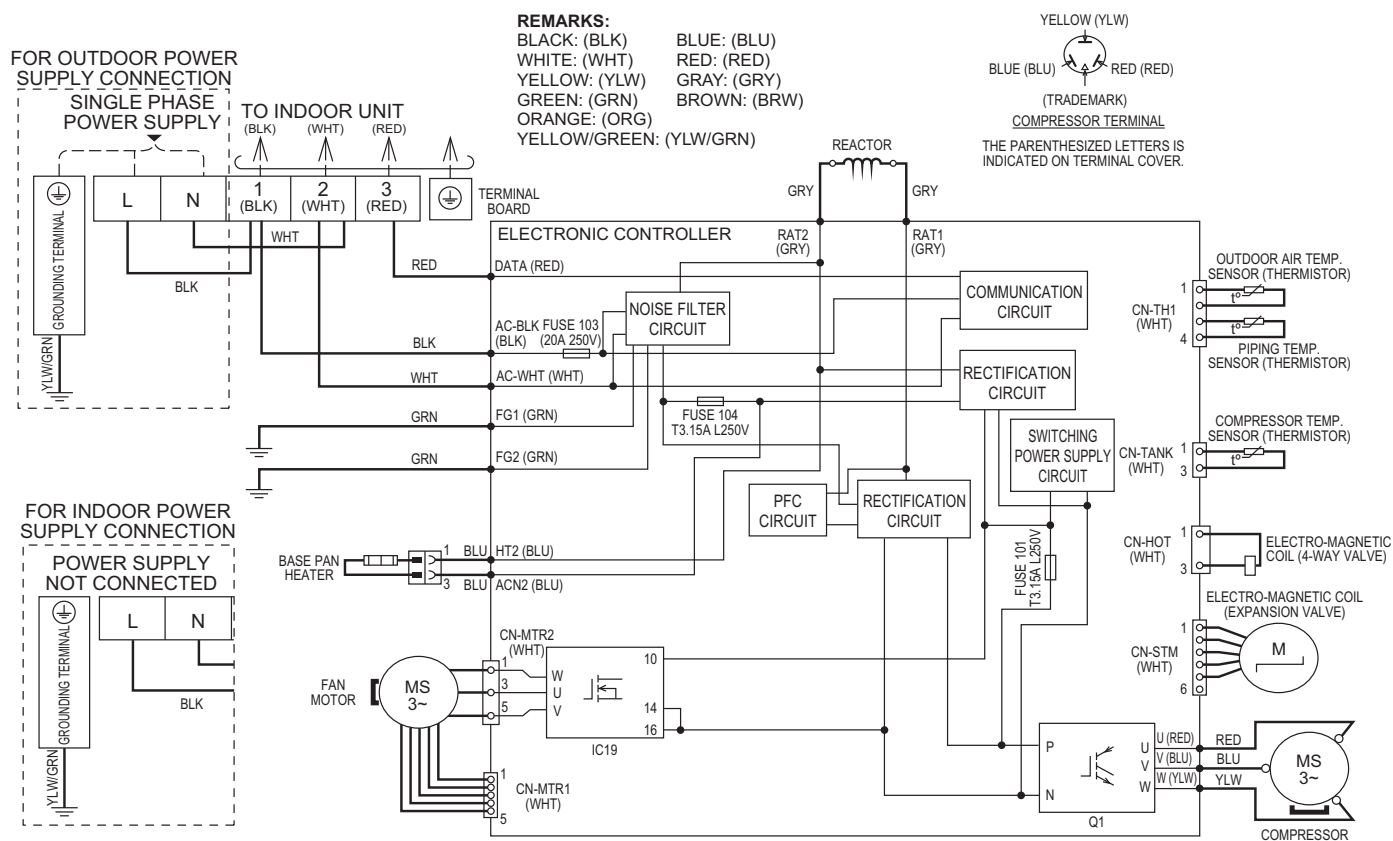 REMARKS:
BLACK: (BLK) BLUE: (BLU)
WHITE: (WHT) RED: (RED)
YELLOW: (YLW) GRAY: (GRY)
GREEN: (GRN) BROWN: (BRW)
ORANGE: (ORG)
YELLOW/GREEN: (YLW/GRN)
YELLOW (YLW)
BLUE (BLU) RED (RED)
(TRADEMARK)
COMPRESSOR TERMINAL
THE PARENTHESIZED LETTERS IS
INDICATED ON TERMINAL COVER.
FOR OUTDOOR POWER
SUPPLY CONNECTION
SINGLE PHASE
POWER SUPPLY
TO INDOOR UNIT
(BLK) (WHT) (RED)
GROUNDING TERMINAL
L N 1 2 3
(BLK) (WHT) (RED)
TERMINAL
BOARD
WHT
BLK
YLW/GRN
RED
BLK
WHT
GRN
GRN
REACTOR
GRY GRY
ELECTRONIC CONTROLLER
RAT2
(GRY)
RAT1
(GRY)
DATA (RED)
NOISE FILTER
CIRCUIT
COMMUNICATION
CIRCUIT
AC-BLK
(BLK)
FUSE 103
(20A 250V)
AC-WHT (WHT)
RECTIFICATION
CIRCUIT
FUSE 104
T3.15A L250V
FG1 (GRN)
FG2 (GRN)
SWITCHING
POWER SUPPLY
CIRCUIT
PFC
CIRCUIT
RECTIFICATION
CIRCUIT
FUSE 101
T3.15A L250V
OUTDOOR AIR TEMP.
SENSOR (THERMISTOR)
1
to
CN-TH1
(WHT)
to
4
PIPING TEMP.
SENSOR (THERMISTOR)
COMPRESSOR TEMP.
SENSOR (THERMISTOR)
CN-TANK
(WHT)
1
3
to
CN-HOT
(WHT)
1
3
ELECTRO-MAGNETIC
COIL (4-WAY VALVE)
ELECTRO-MAGNETIC COIL
(EXPANSION VALVE)
CN-STM
(WHT)
1
6
M
FOR INDOOR POWER
SUPPLY CONNECTION
POWER SUPPLY
NOT CONNECTED
GROUNDING TERMINAL
L N
BLK
YLW/GRN
BASE PAN
HEATER
1
3
BLU HT2 (BLU)
BLU ACN2 (BLU)
CN-MTR2
(WHT)
FAN
MOTOR
MS
3~
1
3
5
W
U
V
10
14
16
IC19
1
CN-MTR1
(WHT)
5
P
N
U
V
W
Q1
U (RED) RED
V (BLU) BLU
W (YLW) YLW
MS
3~
COMPRESSOR